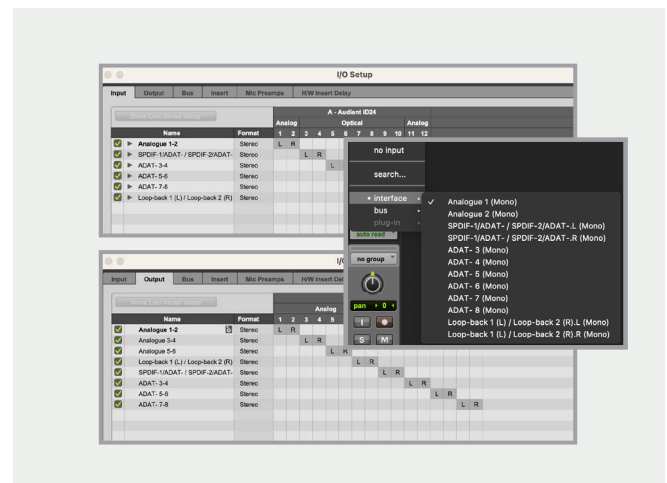 I/O Setup
Input Output Bus Insert Mic Preamps H/W Insert Delay
A - Audient iD24
Analog Optical Analog
Name Format 1 2 3 4 5 6 7 8 9 10 11 12
Analogue 1-2 Stereo L R
SPDIF-1/ADAT- / SPDIF-2/ADAT- Stereo L R
ADAT- 3-4 Stereo L
ADAT- 5-6 Stereo
ADAT- 7-8 Stereo
Loop-back 1 (L) / Loop-back 2 (R) Stereo
no input
search...
interface
bus
plug-in
auto read
no group
pan 0
I
S M
✓ Analogue 1 (Mono)
Analogue 2 (Mono)
SPDIF-1/ADAT- / SPDIF-2/ADAT-.L (Mono)
SPDIF-1/ADAT- / SPDIF-2/ADAT-.R (Mono)
ADAT- 3 (Mono)
ADAT- 4 (Mono)
ADAT- 5 (Mono)
ADAT- 6 (Mono)
ADAT- 7 (Mono)
ADAT- 8 (Mono)
Loop-back 1 (L) / Loop-back 2 (R).L (Mono)
Loop-back 1 (L) / Loop-back 2 (R).R (Mono)
Input Output Bus Insert Mic Preamps H/W Insert Del
Analog
Name Format 1 2 3 4 5 6 7 8 9 10 11 12
Analogue 1-2 Stereo L R
Analogue 3-4 Stereo L R
Analogue 5-6 Stereo L R
Loop-back 1 (L) / Loop-back 2 (R) Stereo
SPDIF-1/ADAT- / SPDIF-2/ADAT- Stereo L R
ADAT- 3-4 Stereo L R
ADAT- 5-6 Stereo L R
ADAT- 7-8 Stereo L R